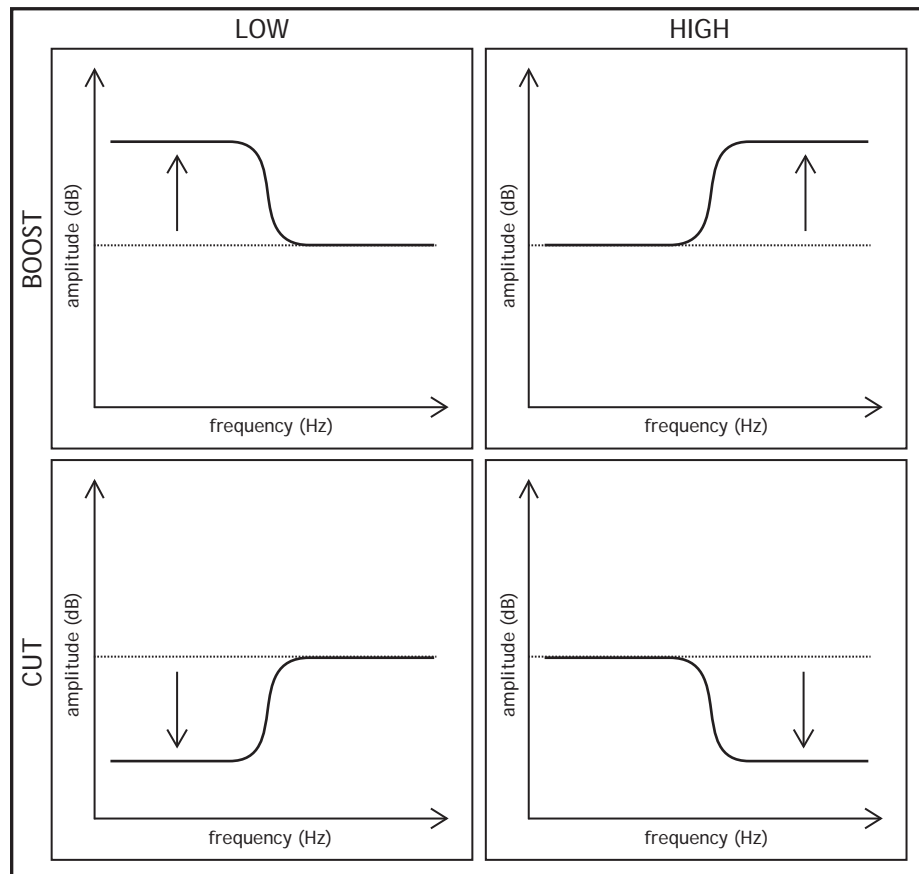 LOW
HIGH
BOOST
amplitude (dB)
frequency (Hz)
amplitude (dB)
frequency (Hz)
CUT
amplitude (dB)
frequency (Hz)
amplitude (dB)
frequency (Hz)